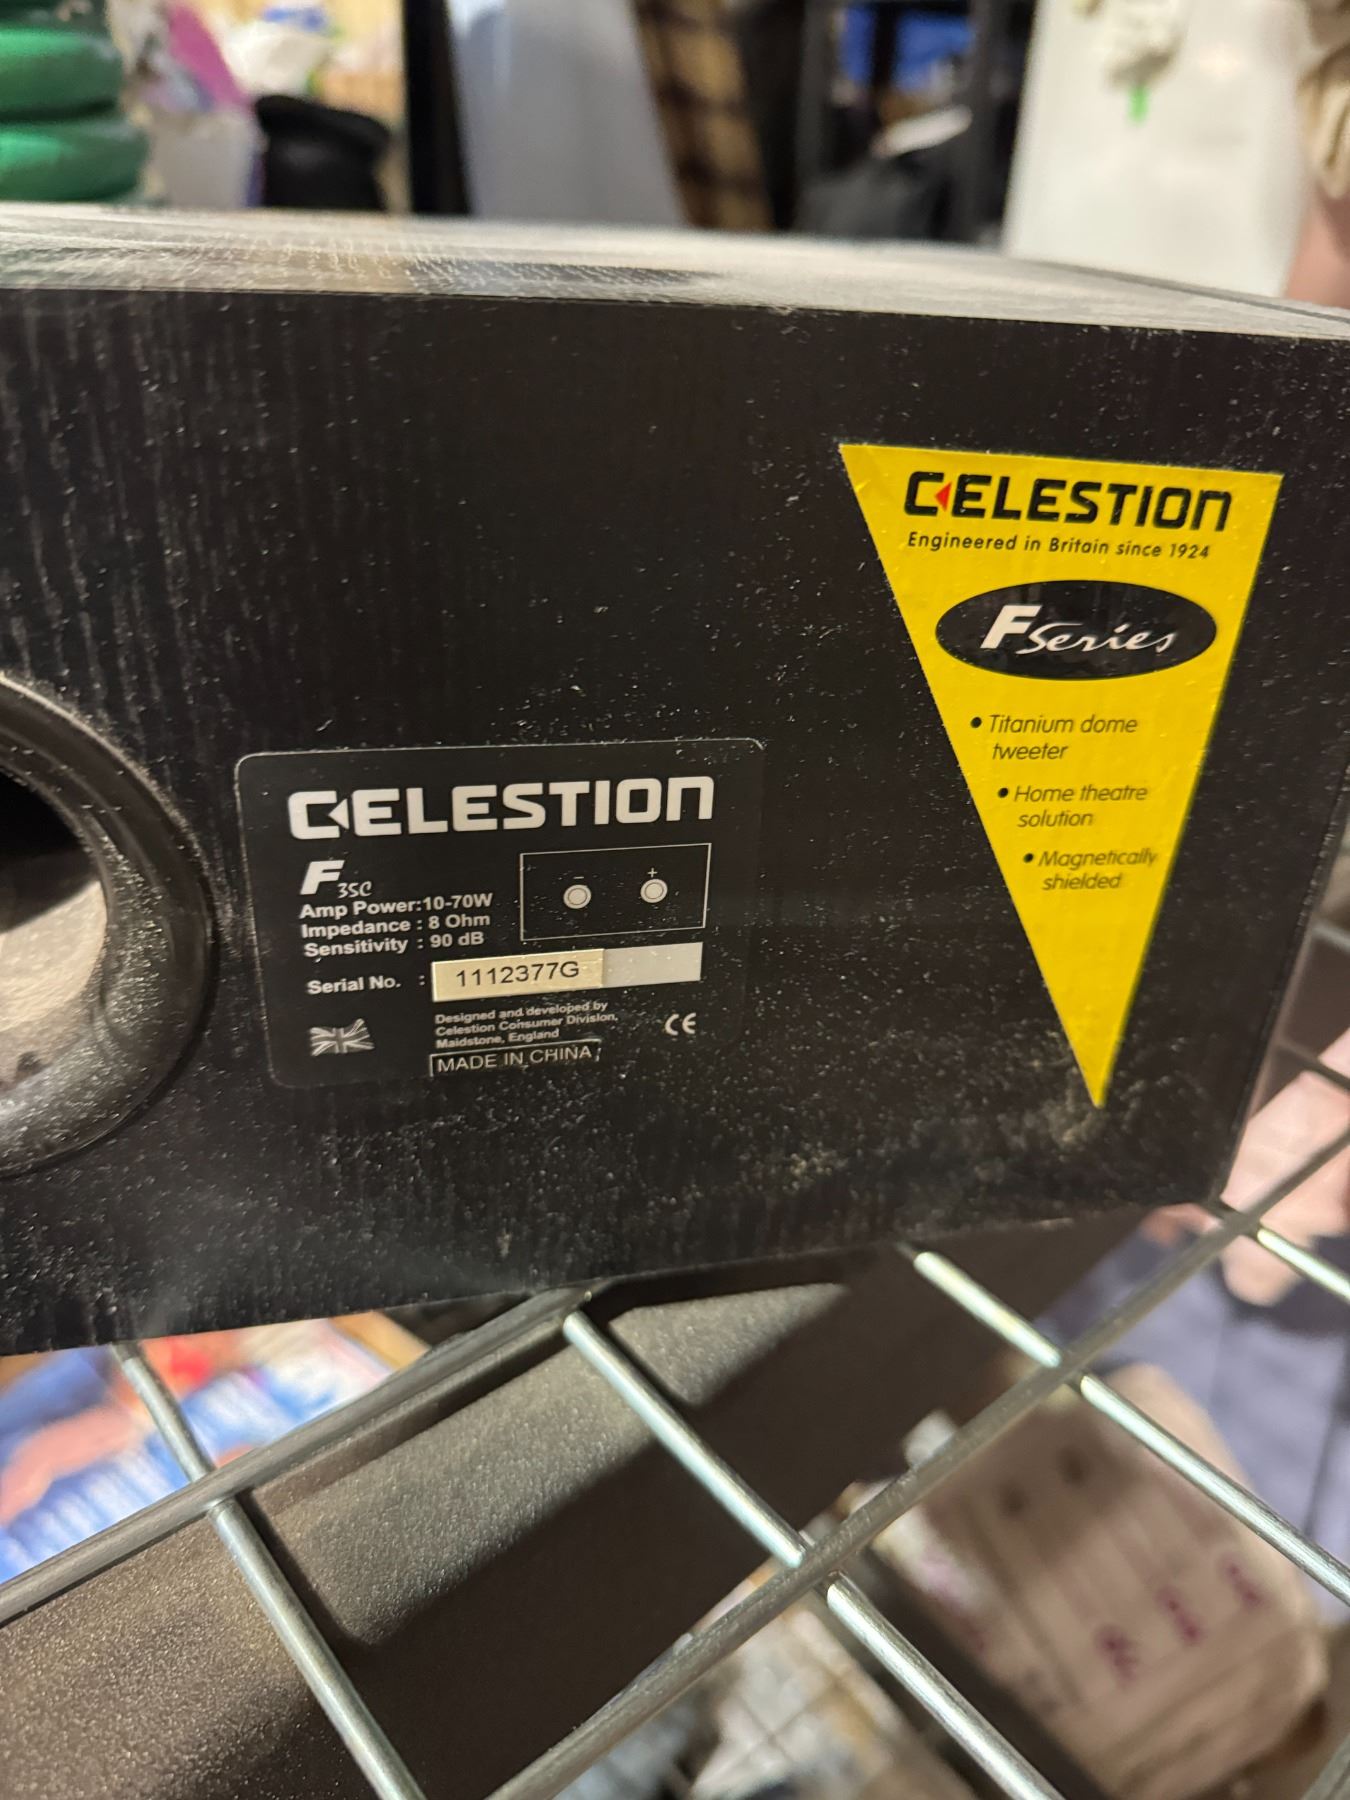 CELESTION
Engineered in Britain since 1924
F Series
• Titanium dome
tweeter
• Home theatre
solution
• Magnetically
shielded
CELESTION
F35C
Amp Power:10-70W
Impedance : 8 Ohm
Sensitivity : 90 dB
- +
Serial No. : 1112377G
Designed and developed by
Celestion Consumer Division,
Maidstone, England
CE
MADE IN CHINA